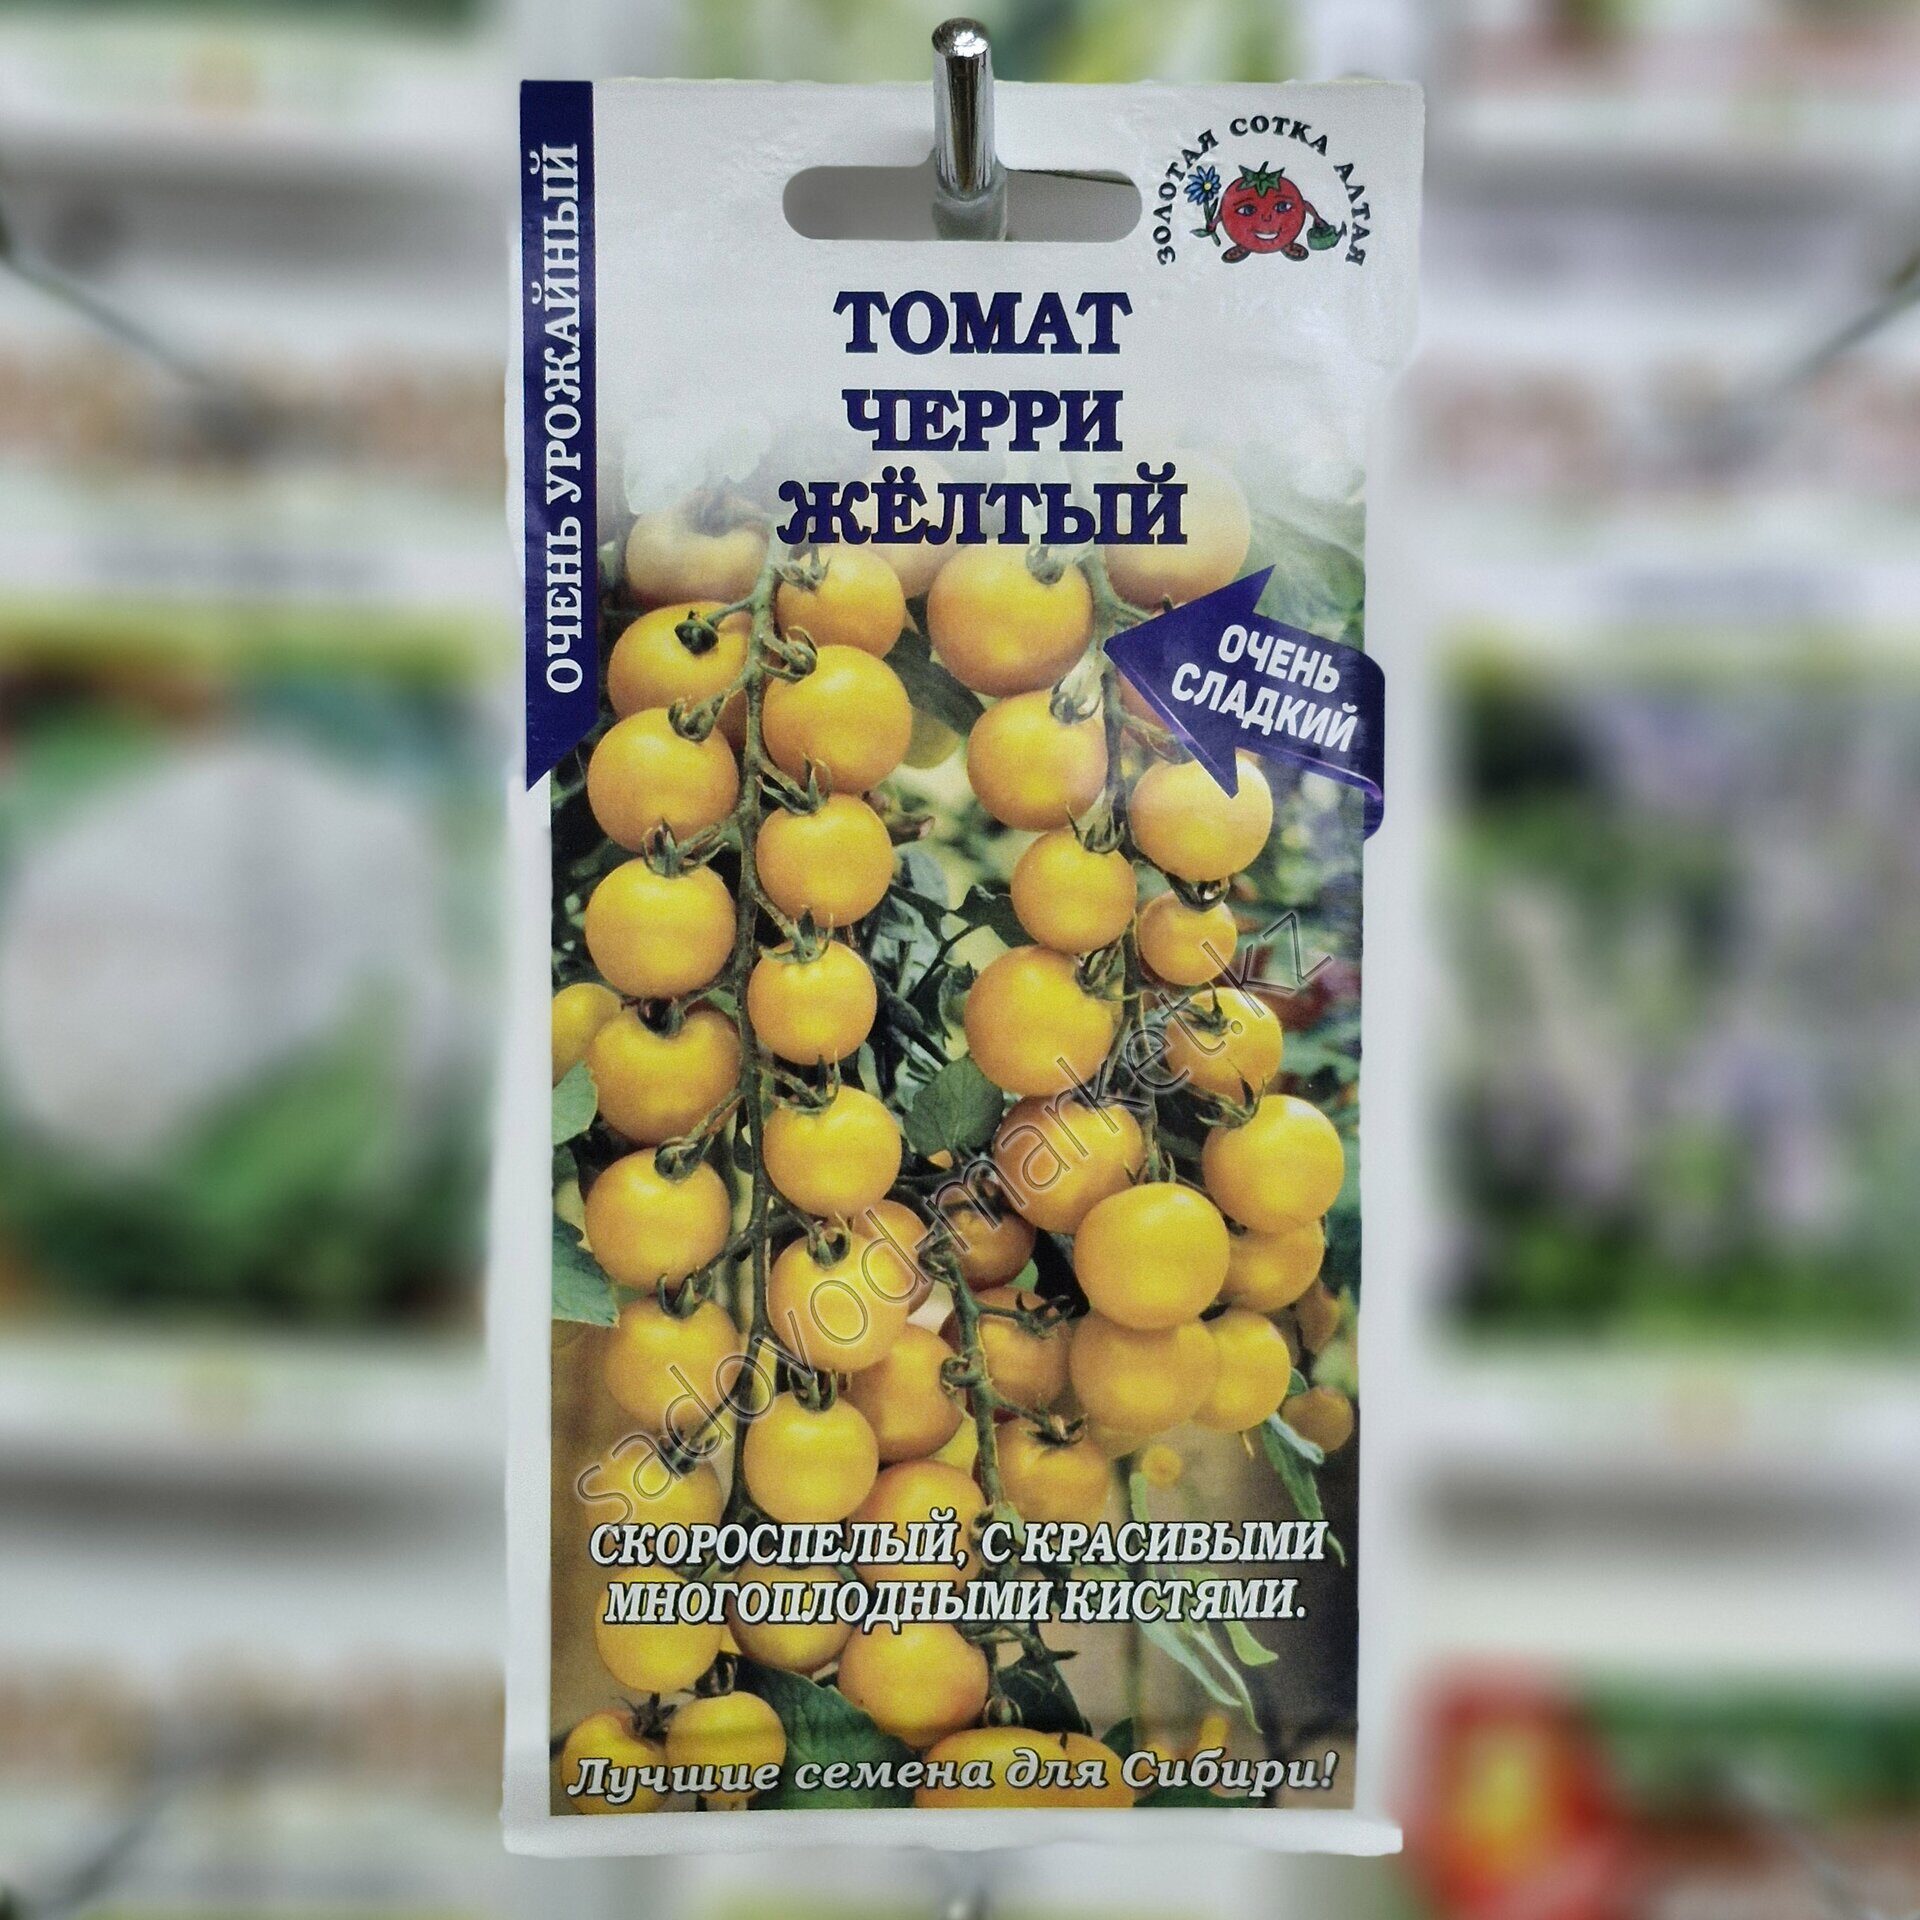 ЗОЛОТАЯ СОТКА АЛТАЯ
ОЧЕНЬ УРОЖАЙНЫЙ
ТОМАТ
ЧЕРРИ
ЖЁЛТЫЙ
ОЧЕНЬ
СЛАДКИЙ
sadovod-market.kz
СКОРОСПЕЛЫЙ, С КРАСИВЫМИ
МНОГОПЛОДНЫМИ КИСТЯМИ.
Лучшие семена для Сибири!